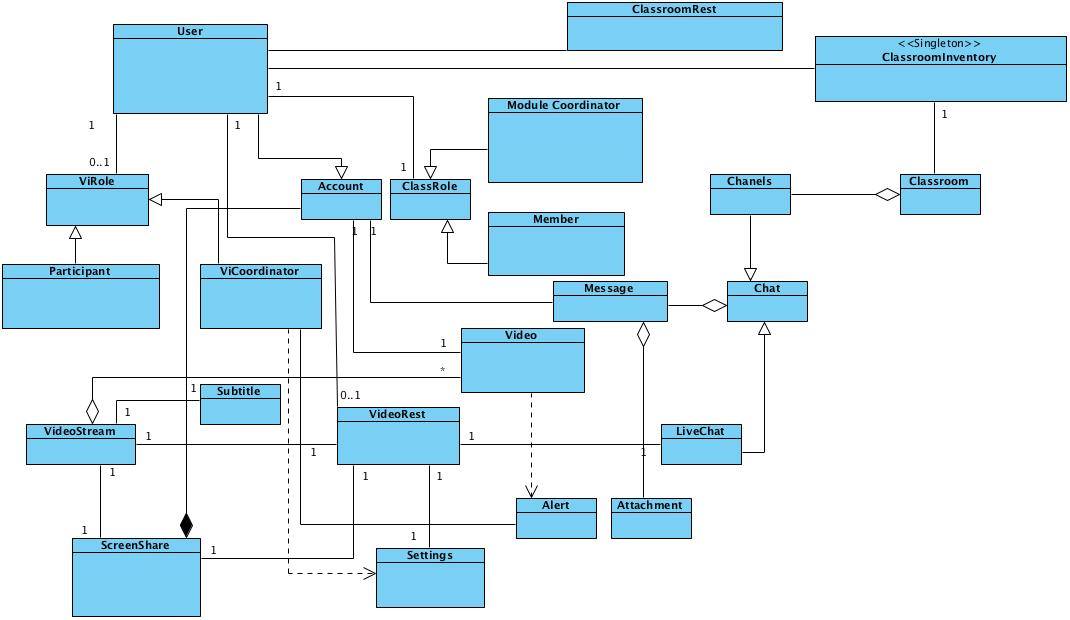 ClassroomRest
User
<<Singleton>>
ClassroomInventory
1
Module Coordinator
1
1
1
0..1
1
ViRole
Account
ClassRole
Chanels
Classroom
Member
1
1
Participant
ViCoordinator
Message
Chat
Video
1
*
1
Subtitle
0..1
1
VideoRest
VideoStream
LiveChat
1
1
1
1
1
1
1
Alert
Attachment
1
1
ScreenShare
1
Settings